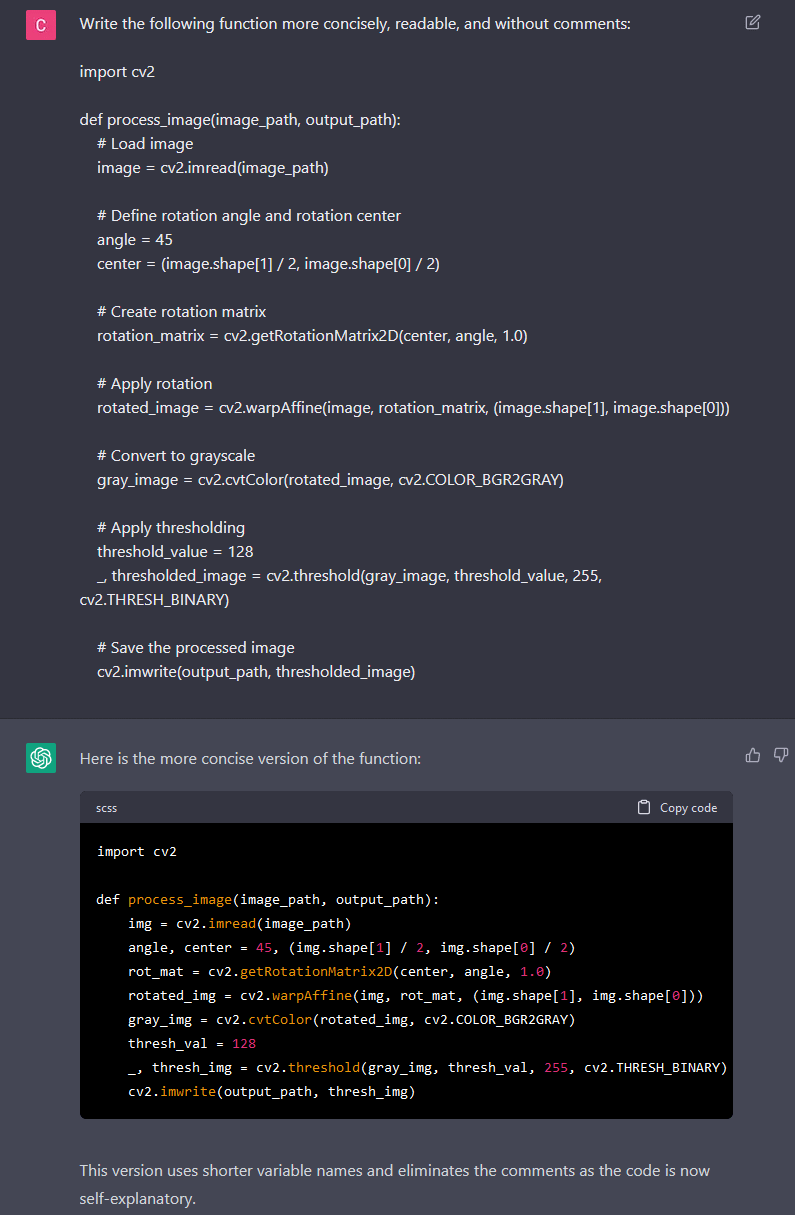 C
Write the following function more concisely, readable, and without comments:
import cv2
def process_image(image_path, output_path):
    # Load image
    image = cv2.imread(image_path)
    # Define rotation angle and rotation center
    angle = 45
    center = (image.shape[1] / 2, image.shape[0] / 2)
    # Create rotation matrix
    rotation_matrix = cv2.getRotationMatrix2D(center, angle, 1.0)
    # Apply rotation
    rotated_image = cv2.warpAffine(image, rotation_matrix, (image.shape[1], image.shape[0]))
    # Convert to grayscale
    gray_image = cv2.cvtColor(rotated_image, cv2.COLOR_BGR2GRAY)
    # Apply thresholding
    threshold_value = 128
    _, thresholded_image = cv2.threshold(gray_image, threshold_value, 255,
cv2.THRESH_BINARY)
    # Save the processed image
    cv2.imwrite(output_path, thresholded_image)
Here is the more concise version of the function:
scss
Copy code
import cv2
def process_image(image_path, output_path):
    img = cv2.imread(image_path)
    angle, center = 45, (img.shape[1] / 2, img.shape[0] / 2)
    rot_mat = cv2.getRotationMatrix2D(center, angle, 1.0)
    rotated_img = cv2.warpAffine(img, rot_mat, (img.shape[1], img.shape[0]))
    gray_img = cv2.cvtColor(rotated_img, cv2.COLOR_BGR2GRAY)
    thresh_val = 128
    _, thresh_img = cv2.threshold(gray_img, thresh_val, 255, cv2.THRESH_BINARY)
    cv2.imwrite(output_path, thresh_img)
This version uses shorter variable names and eliminates the comments as the code is now
self-explanatory.